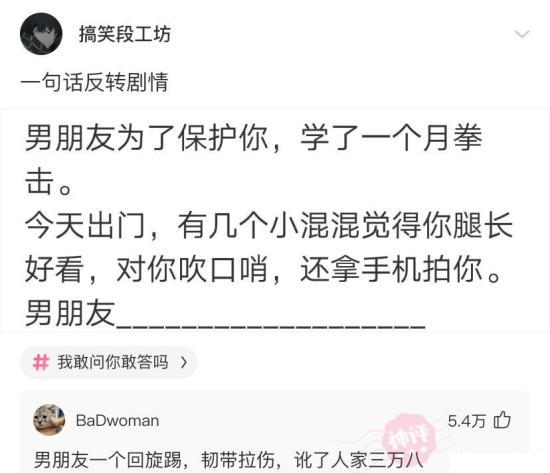 搞笑段工坊
一句话反转剧情
男朋友为了保护你，学了一个月拳
击。
今天出门，有几个小混混觉得你腿长
好看，对你吹口哨，还拿手机拍你。
男朋友___________________
# 我敢问你敢答吗 >
BaDwoman
5.4万
神评
男朋友一个回旋踢，韧带拉伤，讹了人家三万八